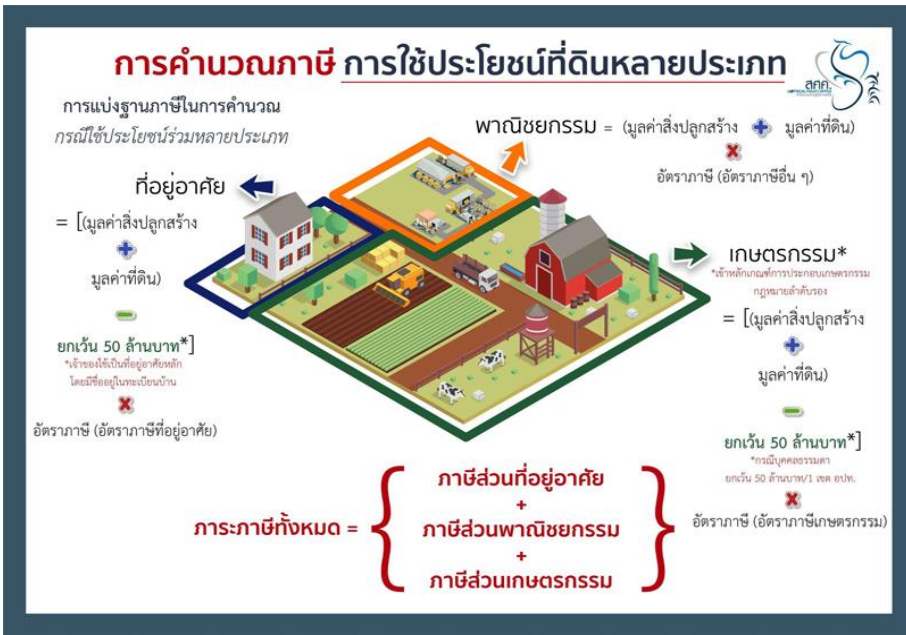 การคำนวณภาษี การใช้ประโยชน์ที่ดินหลายประเภท
สศค.
การแบ่งฐานภาษีในการคำนวณ
กรณีใช้ประโยชน์ร่วมหลายประเภท
พาณิชยกรรม = (มูลค่าสิ่งปลูกสร้าง + มูลค่าที่ดิน)
×
อัตราภาษี (อัตราภาษีอื่น ๆ)
ที่อยู่อาศัย
= [(มูลค่าสิ่งปลูกสร้าง
+
มูลค่าที่ดิน)
-
ยกเว้น 50 ล้านบาท*]
*เจ้าของใช้เป็นที่อยู่อาศัยหลัก
โดยมีชื่ออยู่ในทะเบียนบ้าน
×
อัตราภาษี (อัตราภาษีที่อยู่อาศัย)
เกษตรกรรม*
*เข้าหลักเกณฑ์การประกอบเกษตรกรรม
กฎหมายลำดับรอง
= [(มูลค่าสิ่งปลูกสร้าง
+
มูลค่าที่ดิน)
-
ยกเว้น 50 ล้านบาท*]
*กรณีบุคคลธรรมดา
ยกเว้น 50 ล้านบาท/1 เขต อปท.
×
อัตราภาษี (อัตราภาษีเกษตรกรรม)
ภาระภาษีทั้งหมด = {
ภาษีส่วนที่อยู่อาศัย
+
ภาษีส่วนพาณิชยกรรม
+
ภาษีส่วนเกษตรกรรม
}